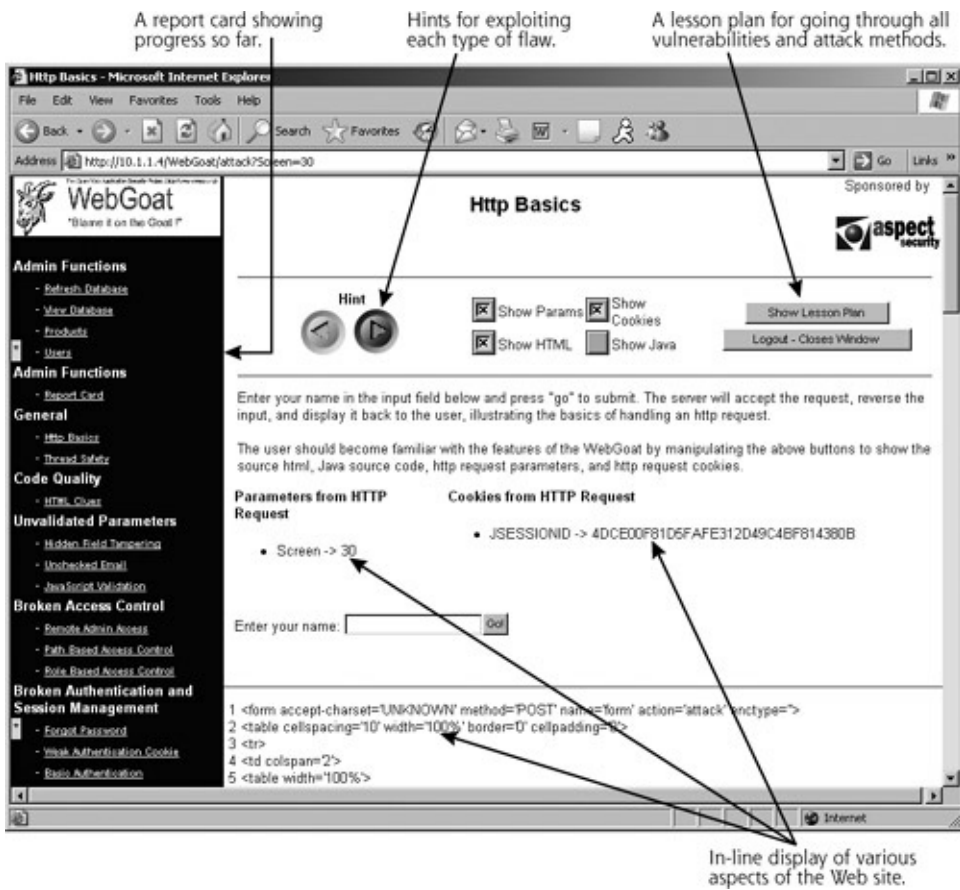 A report card showing
progress so far.
Hints for exploiting
each type of flaw.
A lesson plan for going through all
vulnerabilities and attack methods.
Http Basics - Microsoft Internet Explorer
File Edit View Favorites Tools Help
Back Search Favorites
Address http://10.1.1.4/WebGoat/attack?Screen=30 Go Links »
WebGoat
"Blame it on the Goat !"
Http Basics
Sponsored by
aspect
security
Admin Functions
- Refresh Database
- View Database
- Products
- Users
Admin Functions
- Report Card
General
- Http Basics
- Thread Safety
Code Quality
- HTML Clues
Unvalidated Parameters
- Hidden Field Tampering
- Unchecked Email
- JavaScript Validation
Broken Access Control
- Remote Admin Access
- Path Based Access Control
- Role Based Access Control
Broken Authentication and
Session Management
- Forgot Password
- Weak Authentication Cookie
- Basic Authentication
Hint
Show Params
Show Cookies
Show HTML
Show Java
Show Lesson Plan
Logout - Closes Window
Enter your name in the input field below and press "go" to submit. The server will accept the request, reverse the
input, and display it back to the user, illustrating the basics of handling an http request.
The user should become familiar with the features of the WebGoat by manipulating the above buttons to show the
source html, Java source code, http request parameters, and http request cookies.
Parameters from HTTP
Request
• Screen -> 30
Cookies from HTTP Request
• JSESSIONID -> 4DCE00F81D5FAFE312D49C4BF814380B
Enter your name: Go!
1 <form accept-charset='UNKNOWN' method='POST' name='form' action='attack' enctype=''>
2 <table cellspacing='10' width='100%' border='0' cellpadding='0'>
3 <tr>
4 <td colspan='2'>
5 <table width='100%'>
Internet
In-line display of various
aspects of the Web site.